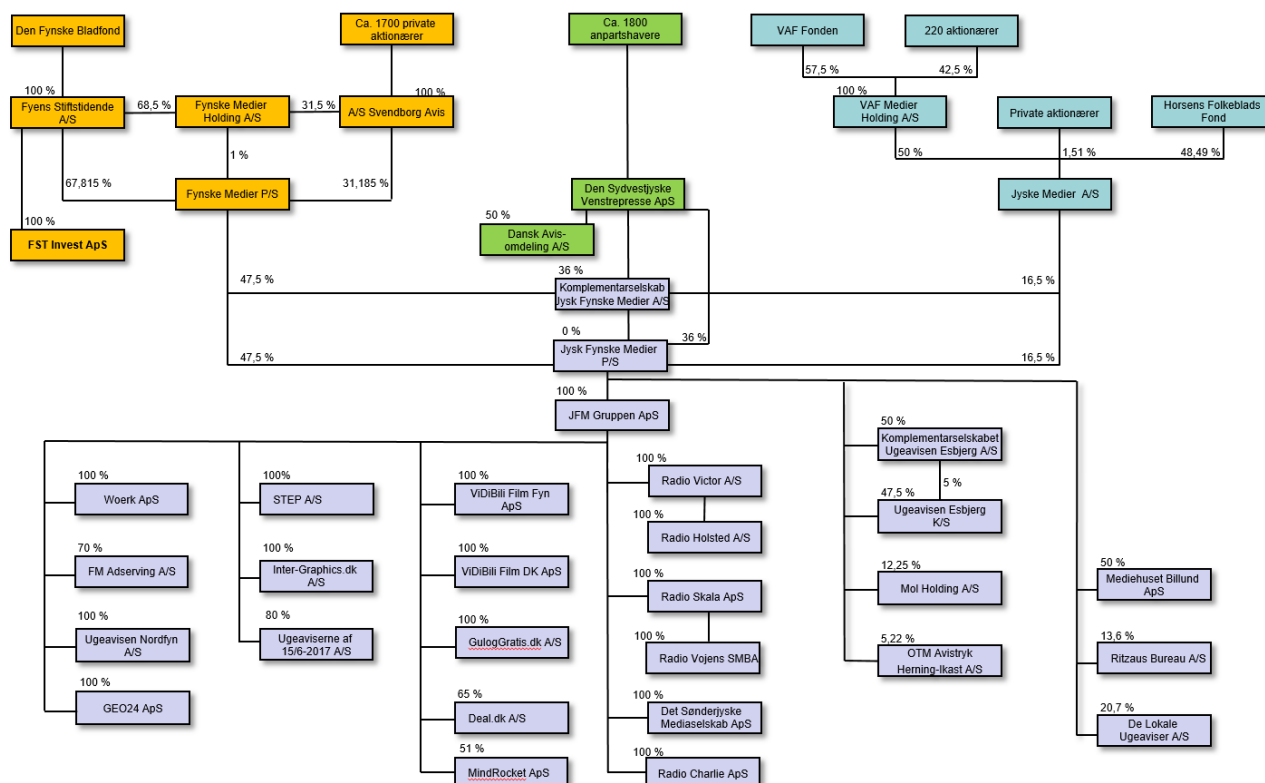 Den Fynske Bladfond
Ca. 1700 private
aktionærer
Ca. 1800
anpartshavere
VAF Fonden
220 aktionærer
57,5 %
42,5 %
100 %
100 %
100 %
Fyens Stiftstidende
A/S
68,5 %
Fynske Medier
Holding A/S
31,5 %
A/S Svendborg Avis
VAF Medier
Holding A/S
Private aktionærer
Horsens Folkeblads
Fond
1 %
50 %
1,51 %
48,49 %
67,815 %
31,185 %
Fynske Medier P/S
Den Sydvestjyske
Venstrepresse ApS
Jyske Medier A/S
100 %
FST Invest ApS
50 %
Dansk Avis-
omdeling A/S
36 %
47,5 %
Komplementarselskab
Jysk Fynske Medier A/S
16,5 %
0 %
36 %
47,5 %
Jysk Fynske Medier
P/S
16,5 %
100 %
JFM Gruppen ApS
100 %
Woerk ApS
70 %
FM Adserving A/S
100 %
Ugeavisen Nordfyn
A/S
100 %
GEO24 ApS
100%
STEP A/S
100 %
Inter-Graphics.dk
A/S
80 %
Ugeaviserne af
15/6-2017 A/S
100 %
ViDiBili Film Fyn
ApS
100 %
ViDiBili Film DK ApS
100 %
GulogGratis.dk A/S
65 %
Deal.dk A/S
51 %
MindRocket ApS
100 %
Radio Victor A/S
100 %
Radio Holsted A/S
100 %
Radio Skala ApS
100 %
Radio Vojens SMBA
100 %
Det Sønderjyske
Mediaselskab ApS
100 %
Radio Charlie ApS
50 %
Komplementarselskabet
Ugeavisen Esbjerg A/S
5 %
47,5 %
Ugeavisen Esbjerg
K/S
12,25 %
Mol Holding A/S
5,22 %
OTM Avistryk
Herning-Ikast A/S
50 %
Mediehuset Billund
ApS
13,6 %
Ritzaus Bureau A/S
20,7 %
De Lokale
Ugeaviser A/S